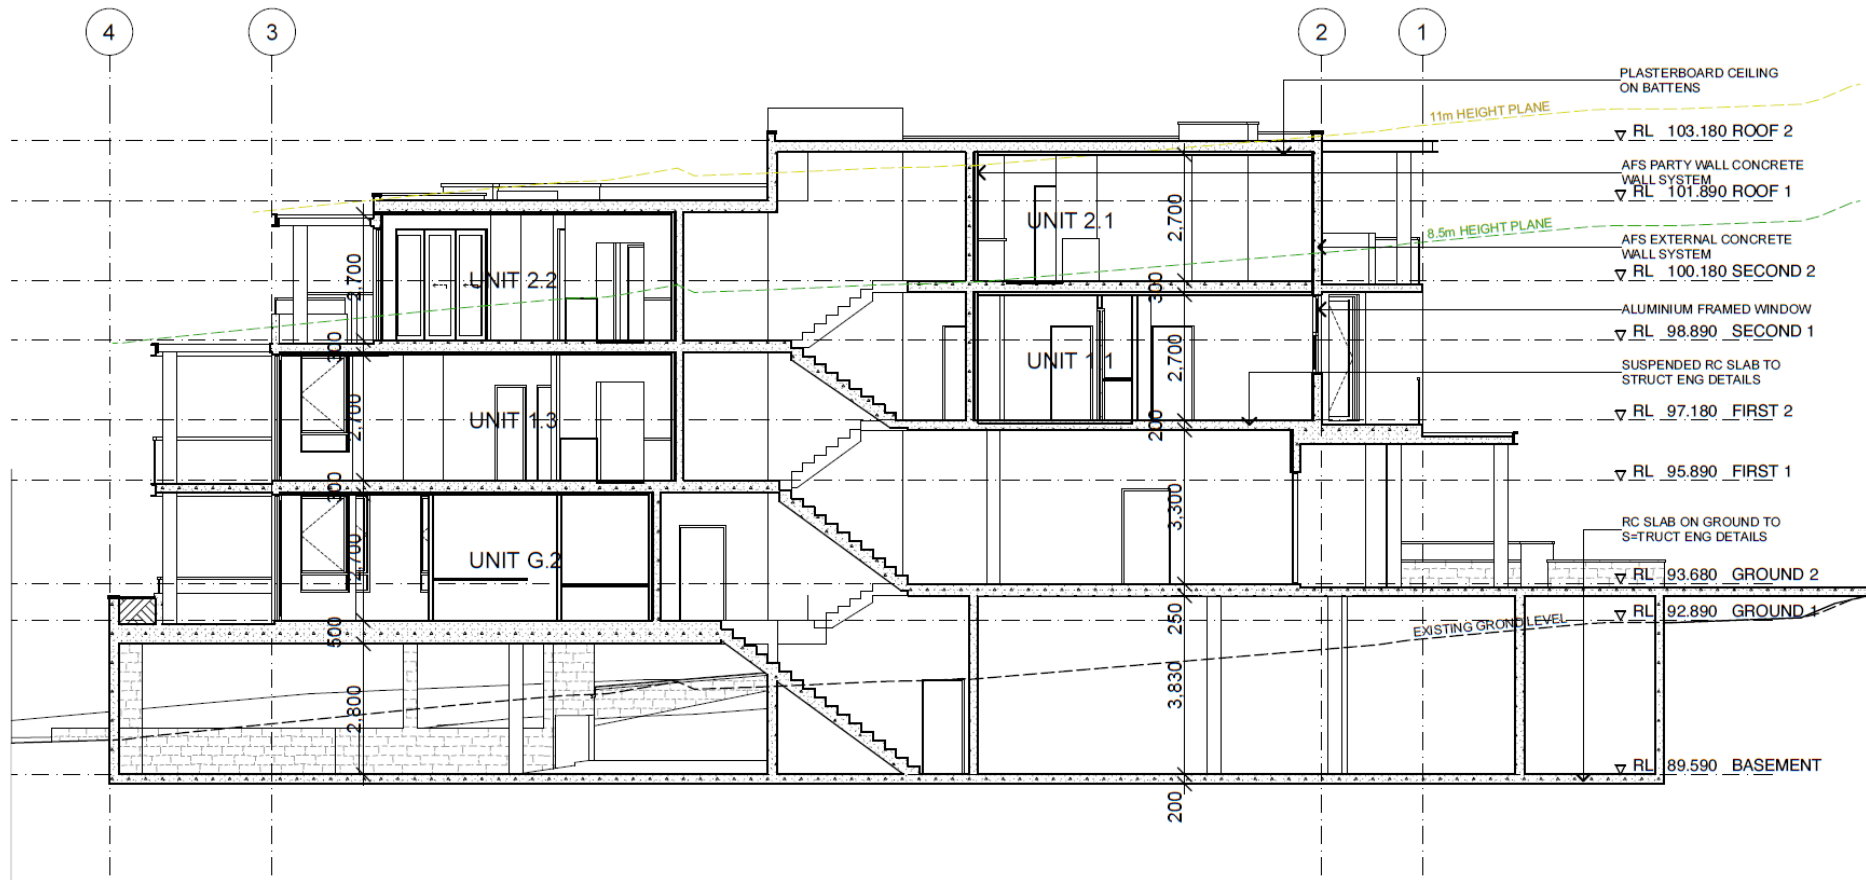 4
3
2
1
PLASTERBOARD CEILING
ON BATTENS
11m HEIGHT PLANE
RL 103.180 ROOF 2
AFS PARTY WALL CONCRETE
WALL SYSTEM
RL 101.890 ROOF 1
UNIT 2.1
2,700
8.5m HEIGHT PLANE
AFS EXTERNAL CONCRETE
WALL SYSTEM
RL 100.180 SECOND 2
2,700
UNIT 2.2
300
ALUMINIUM FRAMED WINDOW
RL 98.890 SECOND 1
300
UNIT 1.1
2,700
SUSPENDED RC SLAB TO
STRUCT ENG DETAILS
RL 97.180 FIRST 2
2,700
UNIT 1.3
200
RL 95.890 FIRST 1
300
3,300
RC SLAB ON GROUND TO
S=TRUCT ENG DETAILS
2,700
UNIT G.2
RL 93.680 GROUND 2
RL 92.890 GROUND 1
500
250
EXISTING GROND LEVEL
2,800
3,830
RL 89.590 BASEMENT
200